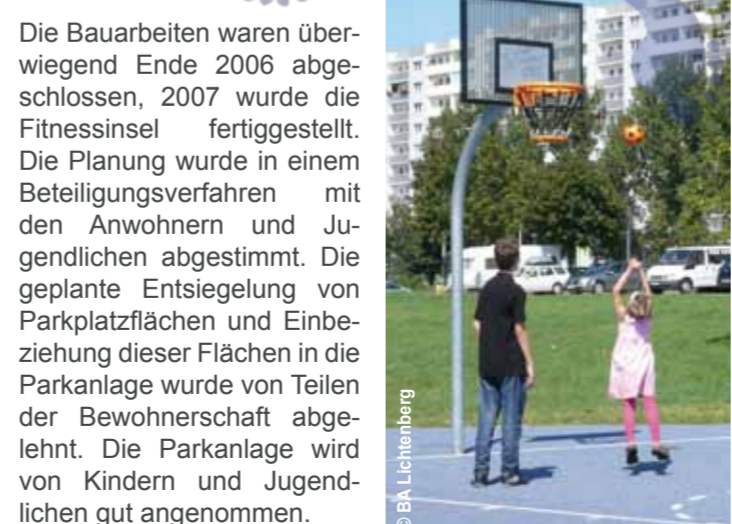 Die Bauarbeiten waren über-
wiegend Ende 2006 abge-
schlossen, 2007 wurde die
Fitnessinsel fertiggestellt.
Die Planung wurde in einem
Beteiligungsverfahren mit
den Anwohnern und Ju-
gendlichen abgestimmt. Die
geplante Entsiegelung von
Parkplatzflächen und Einbe-
ziehung dieser Flächen in die
Parkanlage wurde von Teilen
der Bewohnerschaft abge-
lehnt. Die Parkanlage wird
von Kindern und Jugend-
lichen gut angenommen.
© BA Lichtenberg